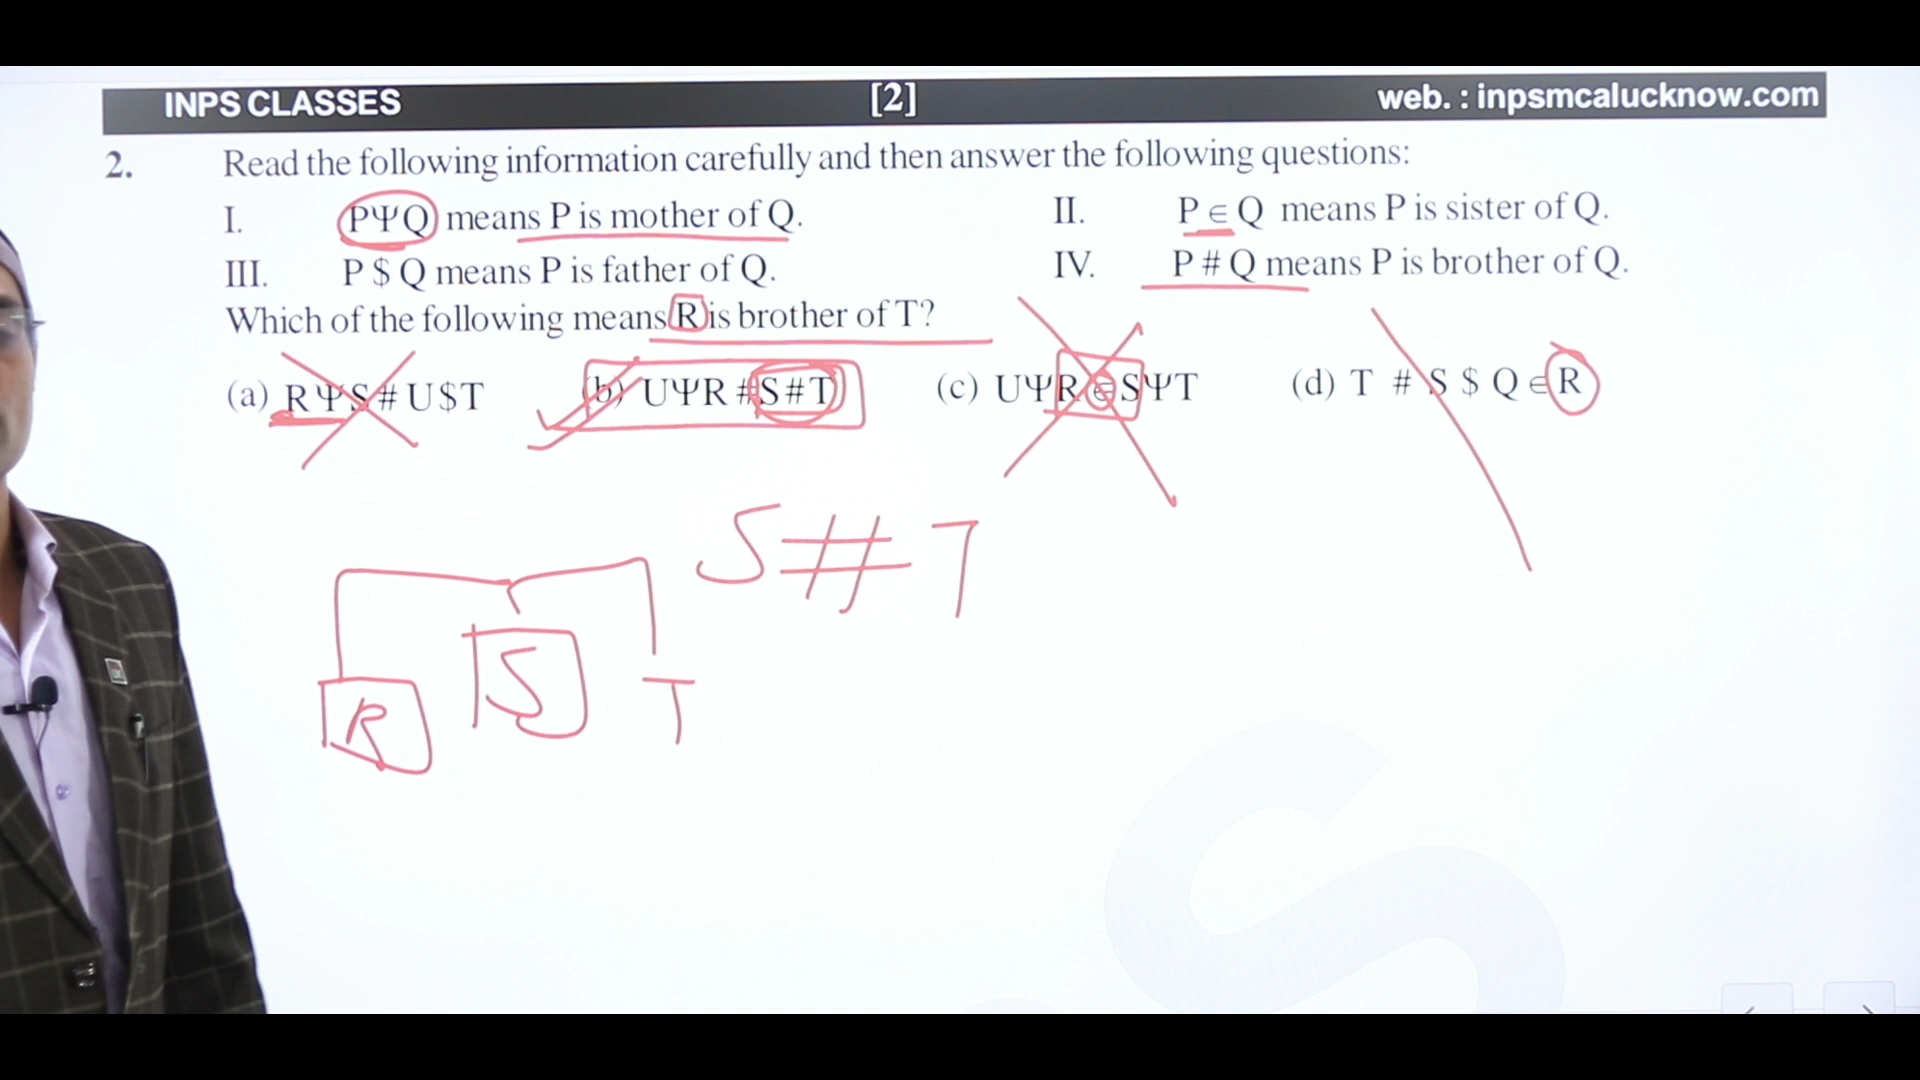 INPS CLASSES [2] web. : inpsmcalucknow.com
2. Read the following information carefully and then answer the following questions:
I. PΨQ means P is mother of Q. II. P ∈ Q means P is sister of Q.
III. P $ Q means P is father of Q. IV. P # Q means P is brother of Q.
Which of the following means R is brother of T?
(a) RΨS # U$T (b) UΨR # S # T (c) UΨR ∈ SΨT (d) T # S $ Q ∈ R
S # T
R S T